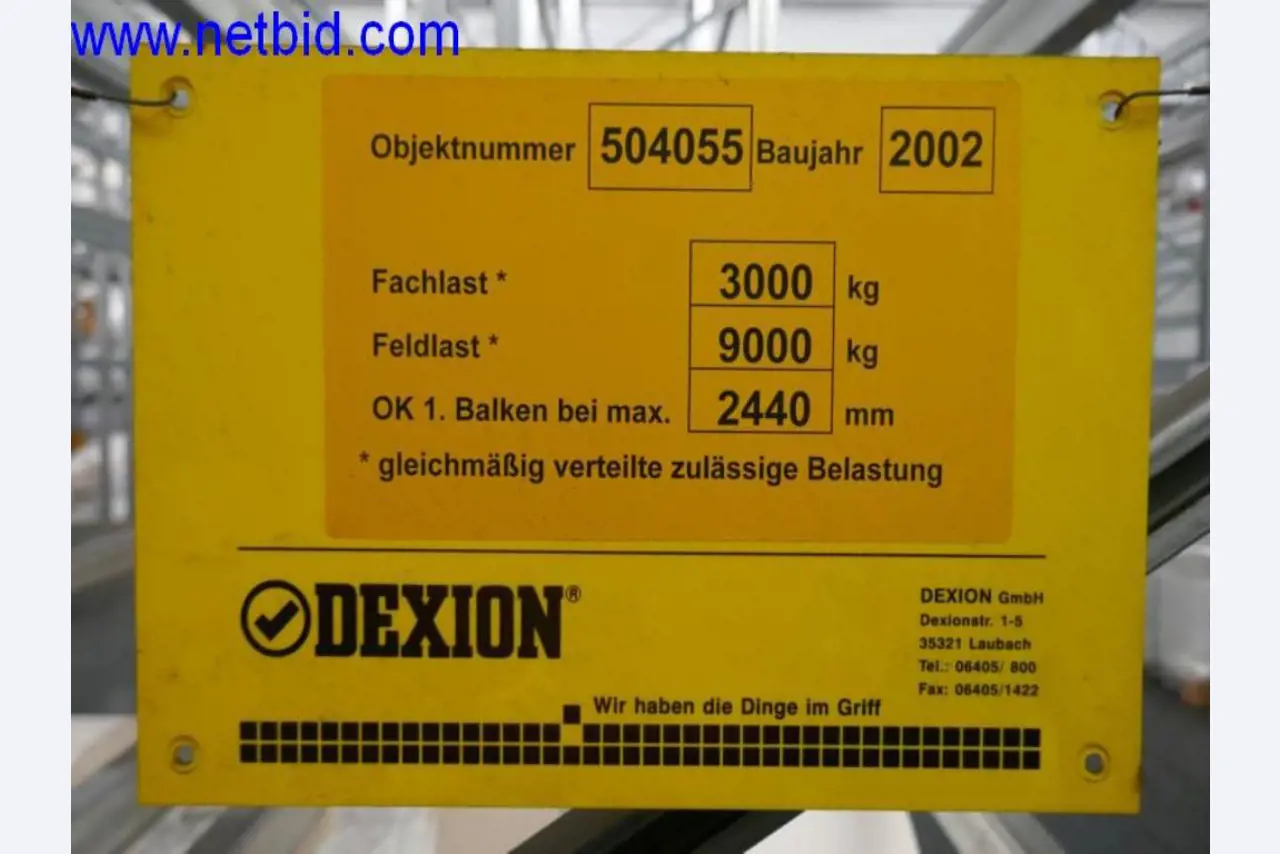 www.netbid.com
Objektnummer 504055 Baujahr 2002
Fachlast * 3000 kg
Feldlast * 9000 kg
OK 1. Balken bei max. 2440 mm
* gleichmäßig verteilte zulässige Belastung
DEXION®
DEXION GmbH
Dexionstr. 1-5
35321 Laubach
Tel.: 06405/ 800
Fax: 06405/1422
Wir haben die Dinge im Griff